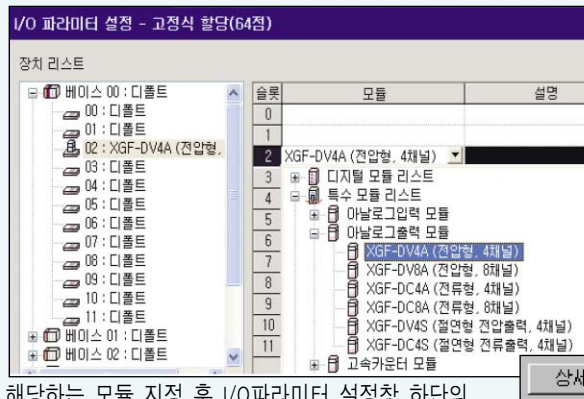 I/O 파라미터 설정 - 고정식 할당(64점)
장치 리스트
베이스 00 : 디폴트
00 : 디폴트
01 : 디폴트
02 : XGF-DV4A (전압형,
03 : 디폴트
04 : 디폴트
05 : 디폴트
06 : 디폴트
07 : 디폴트
08 : 디폴트
09 : 디폴트
10 : 디폴트
11 : 디폴트
베이스 01 : 디폴트
베이스 02 : 디폴트
슬롯 모듈 설명
0
1
2 XGF-DV4A (전압형, 4채널)
3 디지털 모듈 리스트
4 특수 모듈 리스트
5 아날로그입력 모듈
6 아날로그출력 모듈
XGF-DV4A (전압형, 4채널)
7 XGF-DV8A (전압형, 8채널)
8 XGF-DC4A (전류형, 4채널)
9 XGF-DC8A (전류형, 8채널)
10 XGF-DV4S (절연형 전압출력, 4채널)
11 XGF-DC4S (절연형 전류출력, 4채널)
고속카운터 모듈
해당하는 모듈 지정 후 I/O파라미터 설정창 하단의
상세